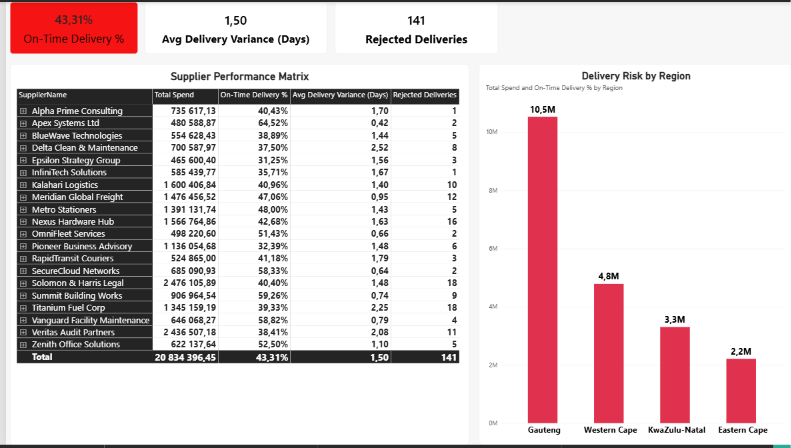 43,31%
On-Time Delivery %
1,50
Avg Delivery Variance (Days)
141
Rejected Deliveries
Supplier Performance Matrix
SupplierName Total Spend On-Time Delivery % Avg Delivery Variance (Days) Rejected Deliveries
Alpha Prime Consulting 735 617,13 40,43% 1,70 1
Apex Systems Ltd 480 588,87 64,52% 0,42 2
BlueWave Technologies 554 628,43 38,89% 1,44 5
Delta Clean & Maintenance 700 587,97 37,50% 2,52 8
Epsilon Strategy Group 465 600,40 31,25% 1,56 3
InfiniTech Solutions 585 439,77 35,71% 1,67 1
Kalahari Logistics 1 600 406,84 40,96% 1,40 10
Meridian Global Freight 1 476 456,52 47,06% 0,95 12
Metro Stationers 1 391 131,74 48,00% 1,43 5
Nexus Hardware Hub 1 566 764,86 42,68% 1,63 16
OmniFleet Services 498 220,60 51,43% 0,66 2
Pioneer Business Advisory 1 136 054,68 32,39% 1,48 6
RapidTransit Couriers 524 865,00 41,18% 1,79 3
SecureCloud Networks 685 090,93 58,33% 0,64 2
Solomon & Harris Legal 2 476 105,89 40,40% 1,48 18
Summit Building Works 906 964,54 59,26% 0,74 9
Titanium Fuel Corp 1 345 159,19 39,33% 2,25 18
Vanguard Facility Maintenance 646 068,27 58,82% 0,79 4
Veritas Audit Partners 2 436 507,18 38,41% 2,08 11
Zenith Office Solutions 622 137,64 52,50% 1,10 5
Total 20 834 396,45 43,31% 1,50 141
Delivery Risk by Region
Total Spend and On-Time Delivery % by Region
10,5M
10M
8M
6M
4,8M
4M
3,3M
2,2M
2M
0M
Gauteng Western Cape KwaZulu-Natal Eastern Cape